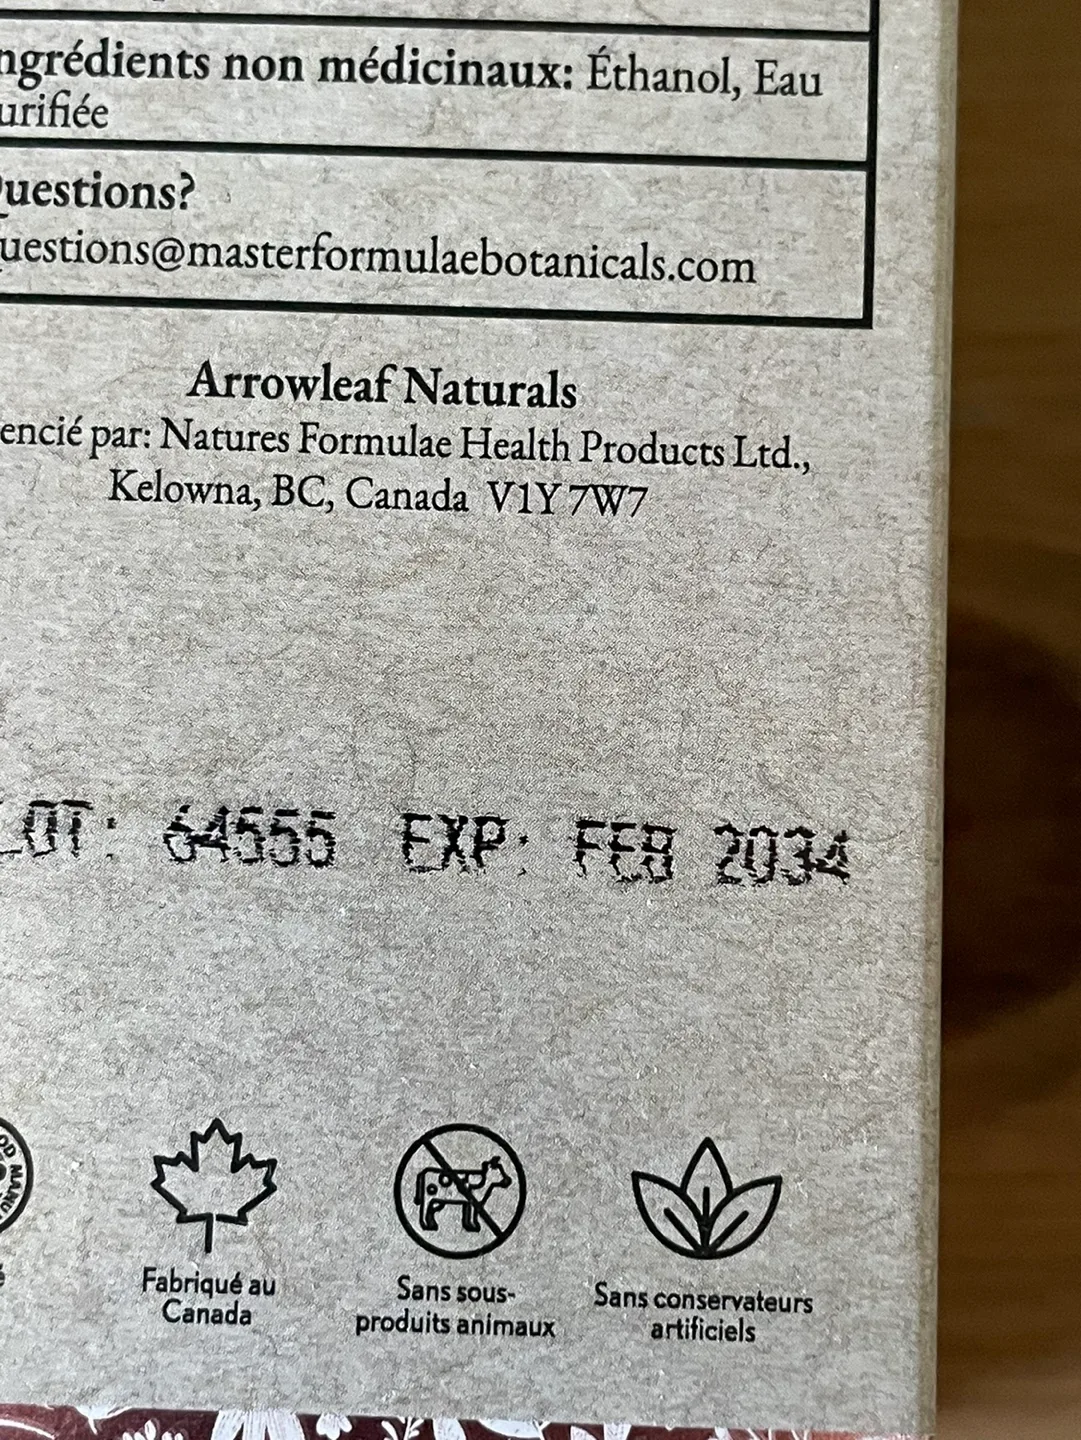 ngrédients non médicinaux: Éthanol, Eau
urifiée
uestions?
uestions@masterformulaebotanicals.com
Arrowleaf Naturals
encié par: Natures Formulae Health Products Ltd.,
Kelowna, BC, Canada V1Y 7W7
LOT: 64555 EXP: FEB 2034
Fabriqué au
Canada
Sans sous-
produits animaux
Sans conservateurs
artificiels